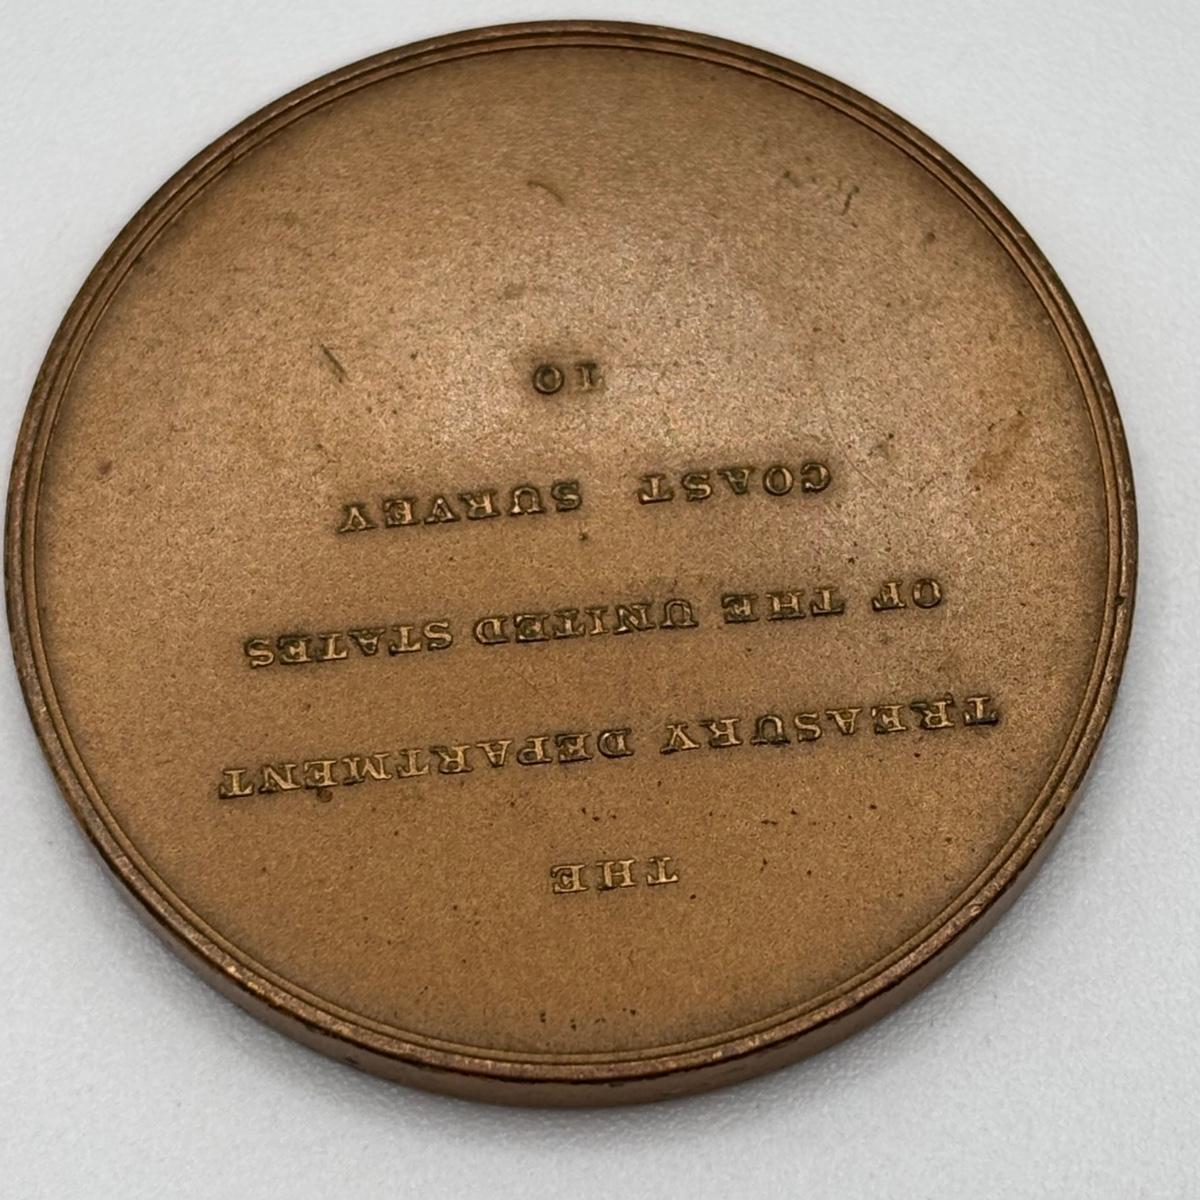 THE
TREASURY DEPARTMENT
OF THE UNITED STATES
COAST SURVEY
TO